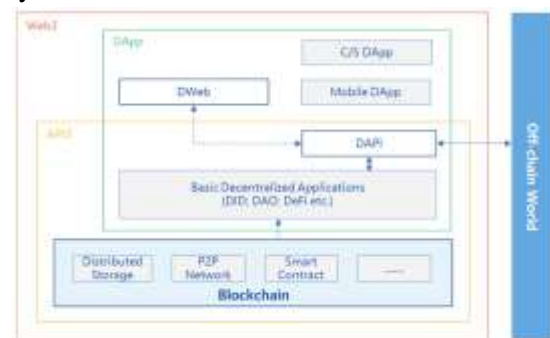 Web3
DApp
C/S DApp
DWeb
Mobile DApp
API3
DAPI
Basic Decentralized Applications
(DID; DAO; DeFi etc.)
Distributed
Storage
P2P
Network
Smart
Contract
......
Blockchain
Off-chain World